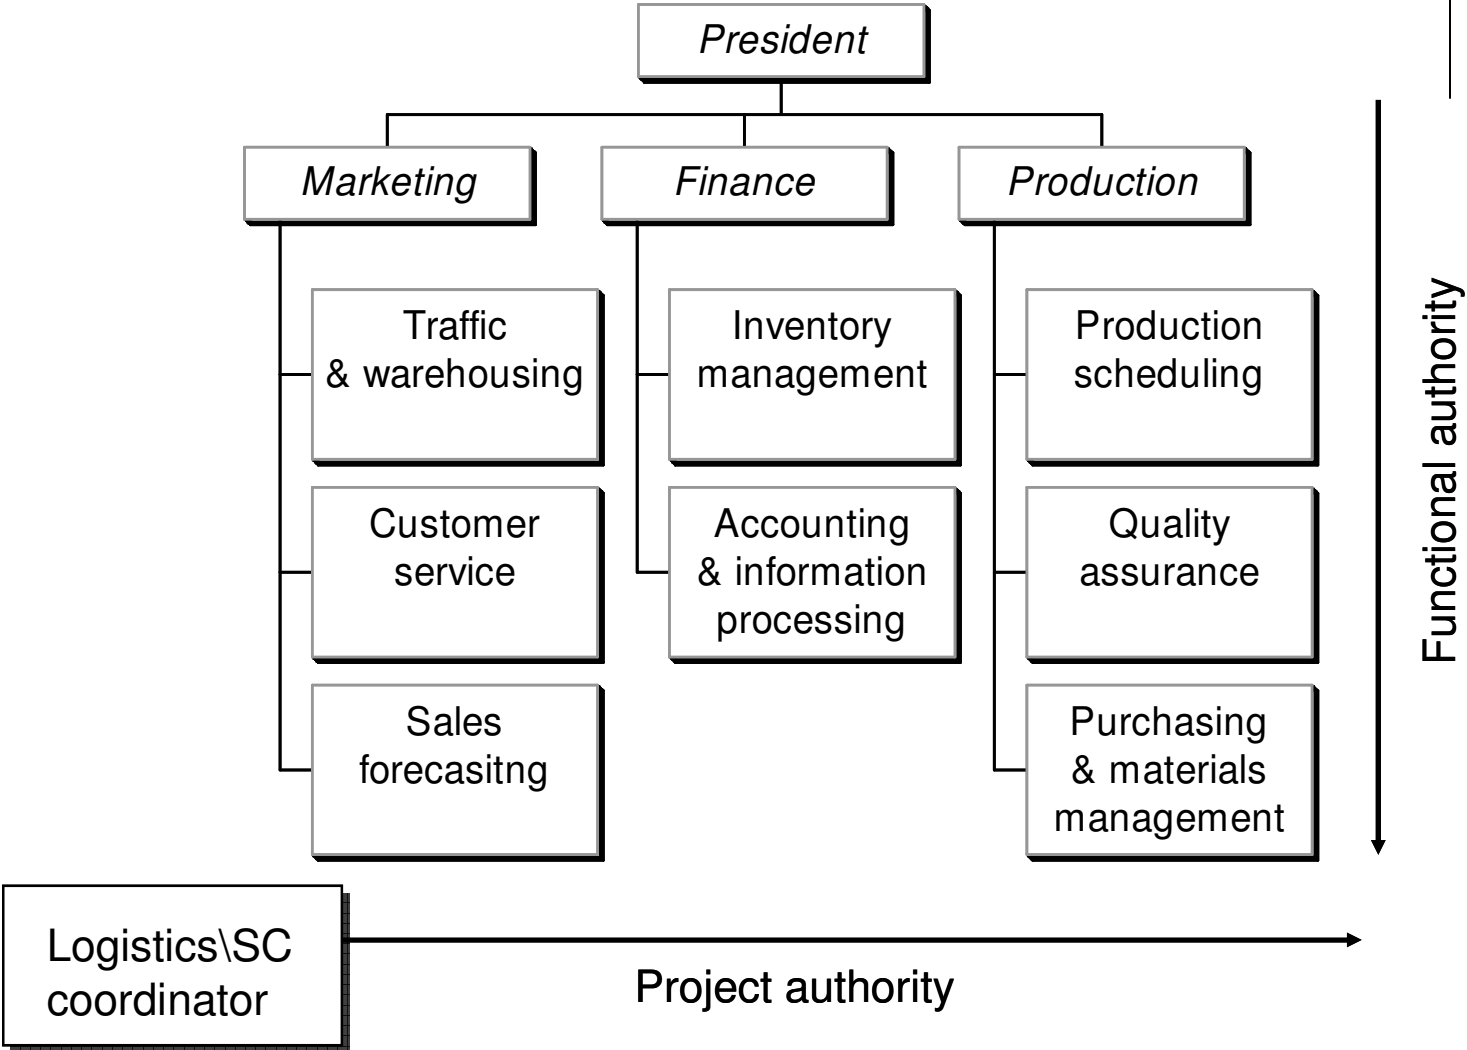 President
Marketing
Finance
Production
Traffic
& warehousing
Inventory
management
Production
scheduling
Customer
service
Accounting
& information
processing
Quality
assurance
Sales
forecasitng
Purchasing
& materials
management
Functional authority
Logistics\SC
coordinator
Project authority